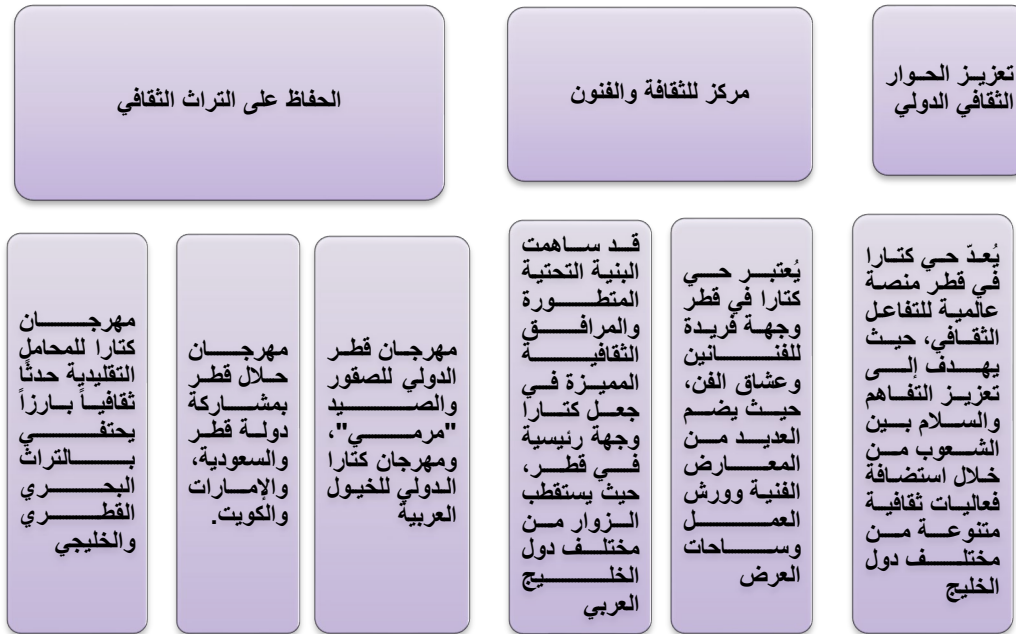 تعزيز الحوار
الثقافي الدولي
مركز للثقافة والفنون
الحفاظ على التراث الثقافي
يُعدّ حي كتارا
في قطر منصة
عالمية للتفاعل
الثقافي، حيث
يهدف إلى
تعزيز التفاهم
والسلام بين
الشعوب من
خلال استضافة
فعاليات ثقافية
متنوعة من
مختلف دول
الخليج
يُعتبر حي
كتارا في قطر
وجهة فريدة
للفنانين
وعشاق الفن،
حيث يضم
العديد من
المعارض
الفنية وورش
العمل
وساحات
العرض
قد ساهمت
البنية التحتية
المتطورة
والمرافق
الثقافية
المميزة في
جعل كتارا
وجهة رئيسية
في قطر،
حيث يستقطب
الزوار من
مختلف دول
الخليج
العربي
مهرجان قطر
الدولي للصقور
والصيد
"مرمي"،
ومهرجان كتارا
الدولي للخيول
العربية
مهرجان
حلال قطر
بمشاركة
دولة قطر
والسعودية،
والإمارات
والكويت.
مهرجان
كتارا للمحامل
التقليدية حدثًا
ثقافياً بارزاً
يحتفي
بالتراث
البحري
القطري
والخليجي